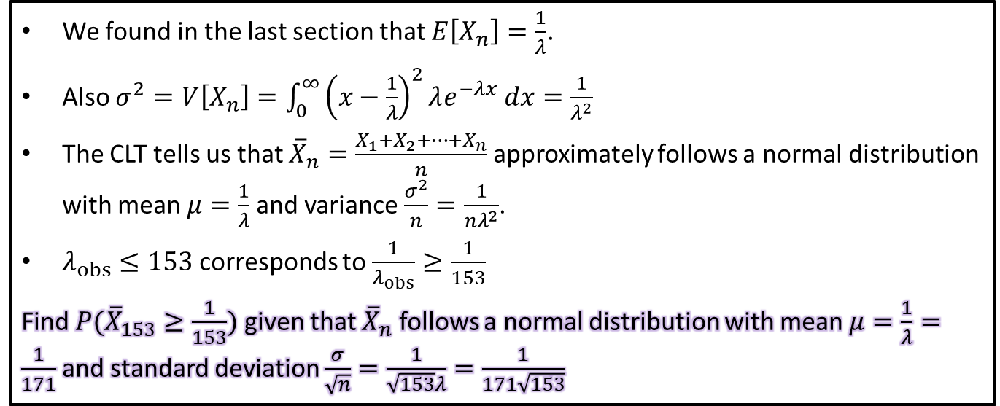 • We found in the last section that $E[X_n] = \frac{1}{\lambda}$.
• Also $\sigma^2 = V[X_n] = \int_0^\infty \left(x - \frac{1}{\lambda}\right)^2 \lambda e^{-\lambda x} \, dx = \frac{1}{\lambda^2}$
• The CLT tells us that $\bar{X}_n = \frac{X_1 + X_2 + \cdots + X_n}{n}$ approximately follows a normal distribution
with mean $\mu = \frac{1}{\lambda}$ and variance $\frac{\sigma^2}{n} = \frac{1}{n\lambda^2}$.
• $\lambda_{\text{obs}} \leq 153$ corresponds to $\frac{1}{\lambda_{\text{obs}}} \geq \frac{1}{153}$
Find $P(\bar{X}_{153} \geq \frac{1}{153})$ given that $\bar{X}_n$ follows a normal distribution with mean $\mu = \frac{1}{\lambda} =$
$\frac{1}{171}$ and standard deviation $\frac{\sigma}{\sqrt{n}} = \frac{1}{\sqrt{153}\lambda} = \frac{1}{171\sqrt{153}}$